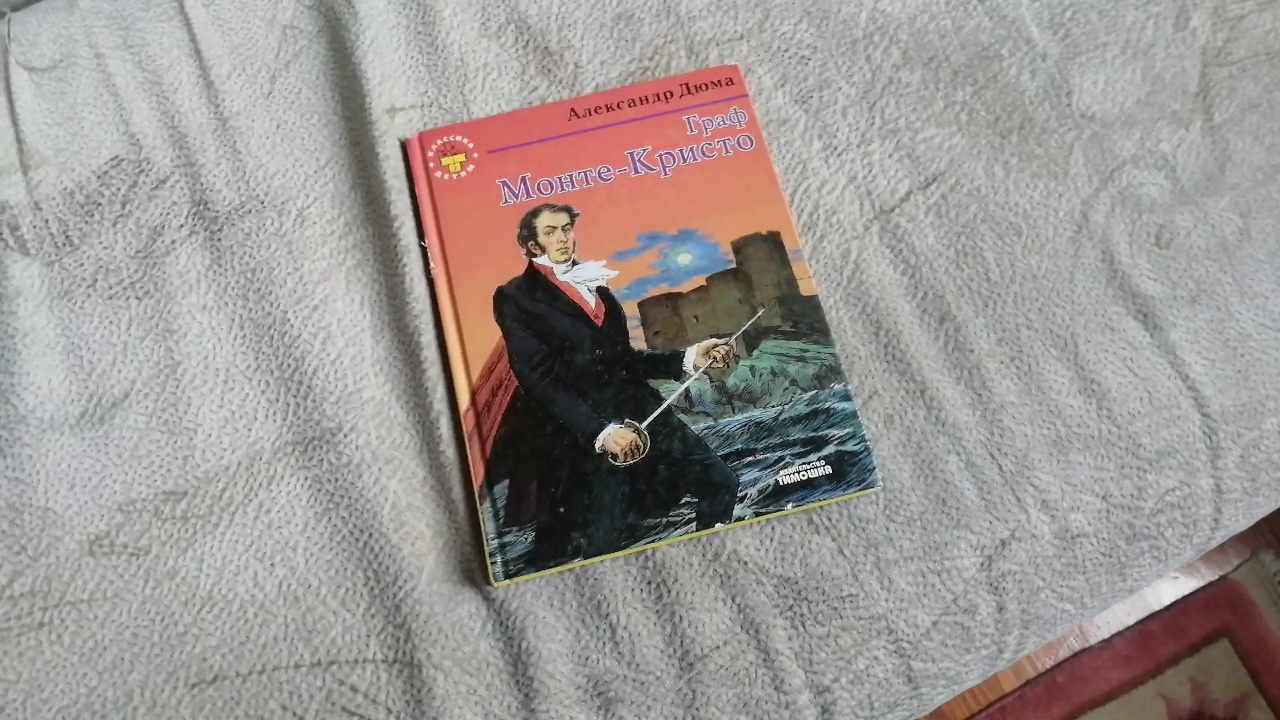 Александр Дюма
Граф
Монте-Кристо
КЛАССИКА
ДЕТЯМ
ИЗДАТЕЛЬСТВО
ТИМОШКА